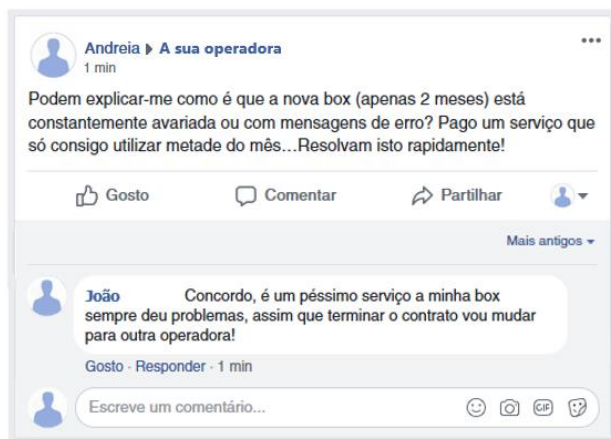 Andreia ▸ A sua operadora
1 min
Podem explicar-me como é que a nova box (apenas 2 meses) está
constantemente avariada ou com mensagens de erro? Pago um serviço que
só consigo utilizar metade do mês…Resolvam isto rapidamente!
Gosto Comentar Partilhar
Mais antigos
João Concordo, é um péssimo serviço a minha box
sempre deu problemas, assim que terminar o contrato vou mudar
para outra operadora!
Gosto · Responder · 1 min
Escreve um comentário... GIF